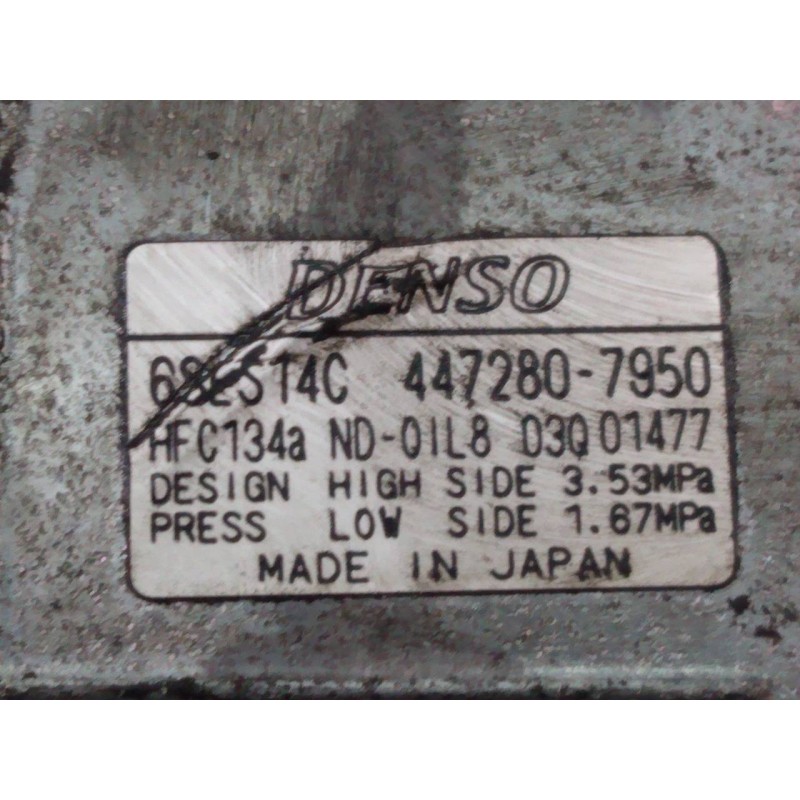 DENSO
6SES14C 447280-7950
HFC134a ND-OIL8 03Q01477
DESIGN HIGH SIDE 3.53MPa
PRESS LOW SIDE 1.67MPa
MADE IN JAPAN